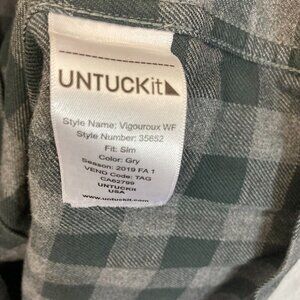 UNTUCKit
Style Name: Vigouroux WF
Style Number: 35652
Fit: Slm
Color: Gry
Season: 2019 FA 1
VEND Code: TAG
CA62799
UNTUCKit
USA
www.untuckit.com